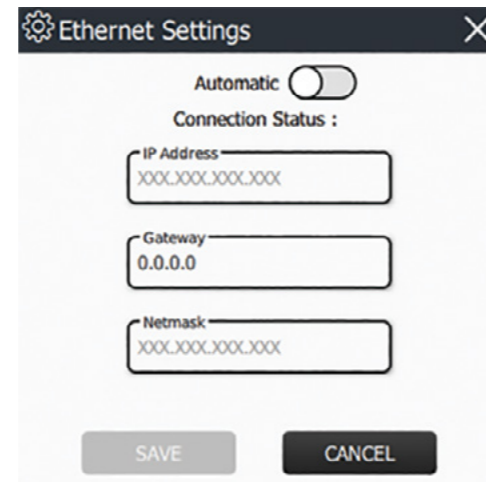 Ethernet Settings
Automatic
Connection Status :
IP Address
XXX.XXX.XXX.XXX
Gateway
0.0.0.0
Netmask
XXX.XXX.XXX.XXX
SAVE CANCEL